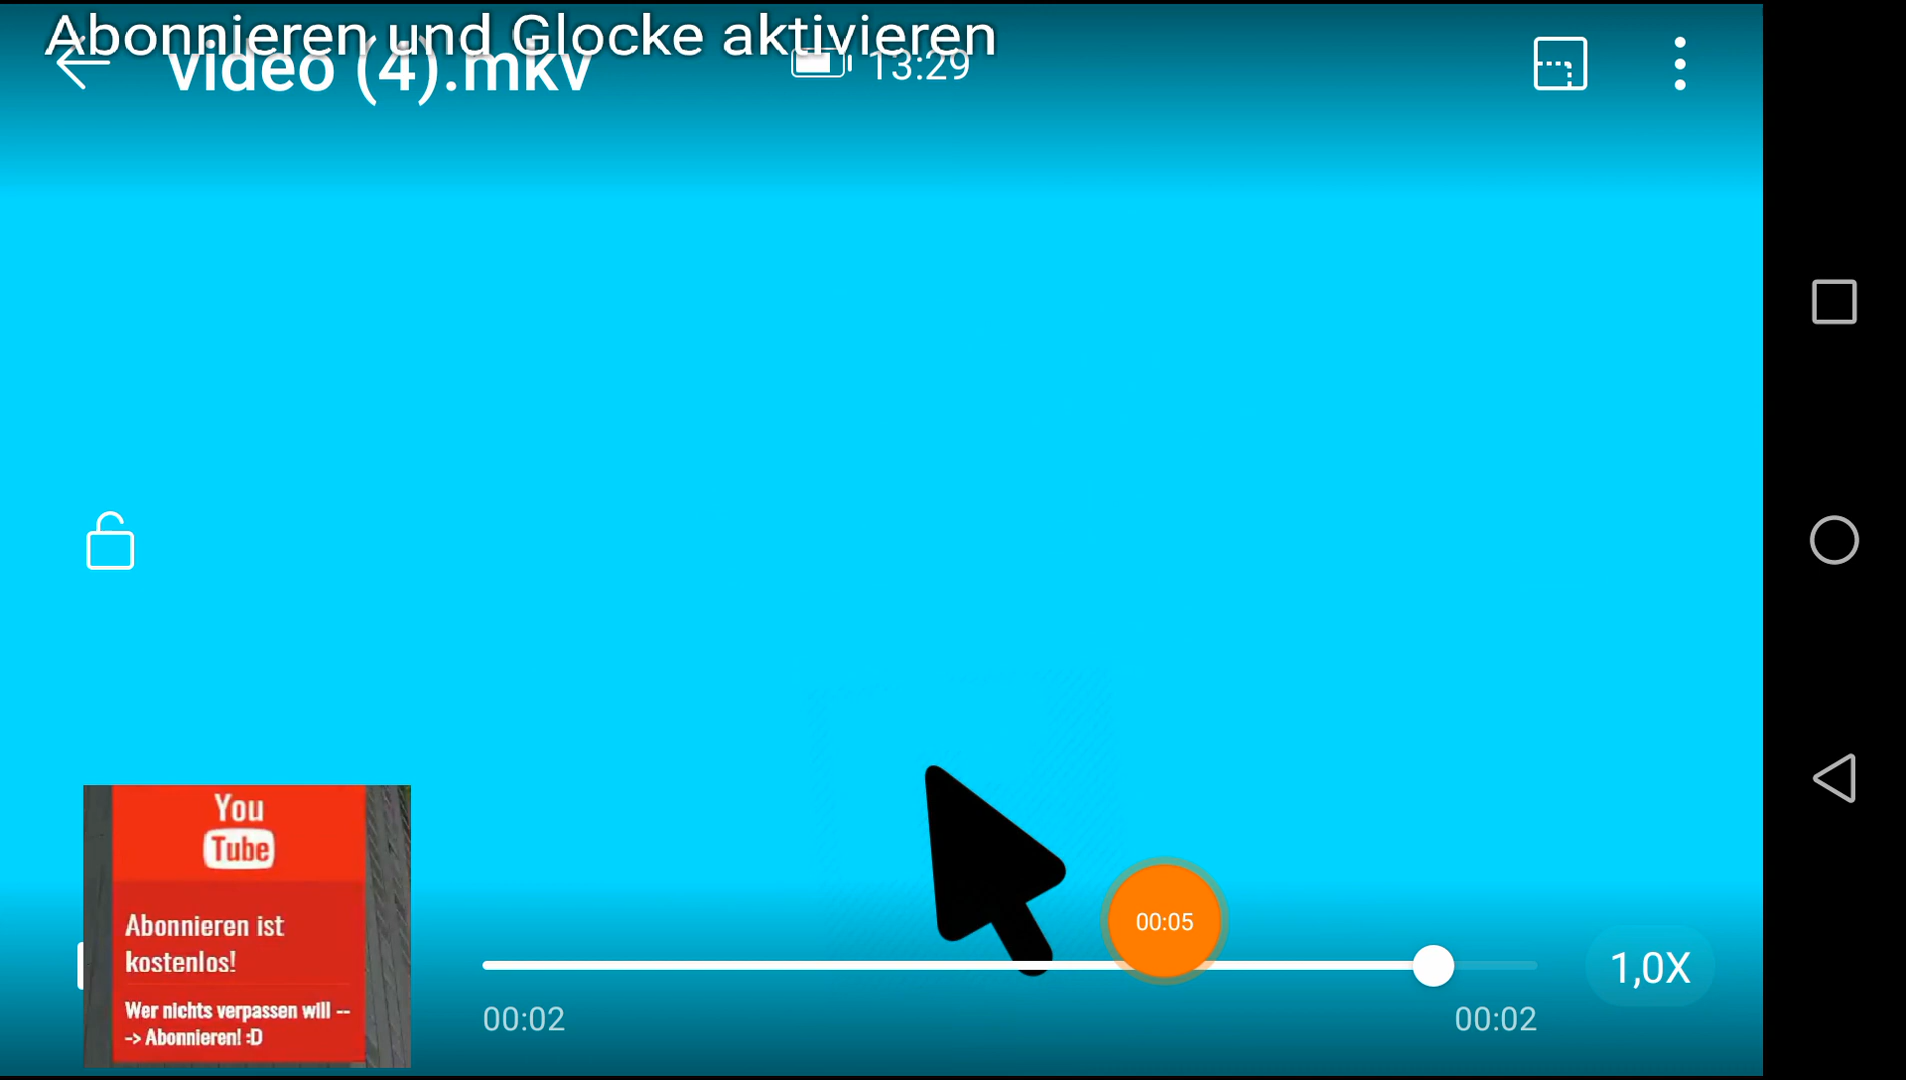 Abonnieren und Glocke aktivieren
video (4).mkv
13:29
You
Tube
Abonnieren ist
kostenlos!
Wer nichts verpassen will --
-> Abonnieren! :D
00:05
00:02
00:02
1,0X